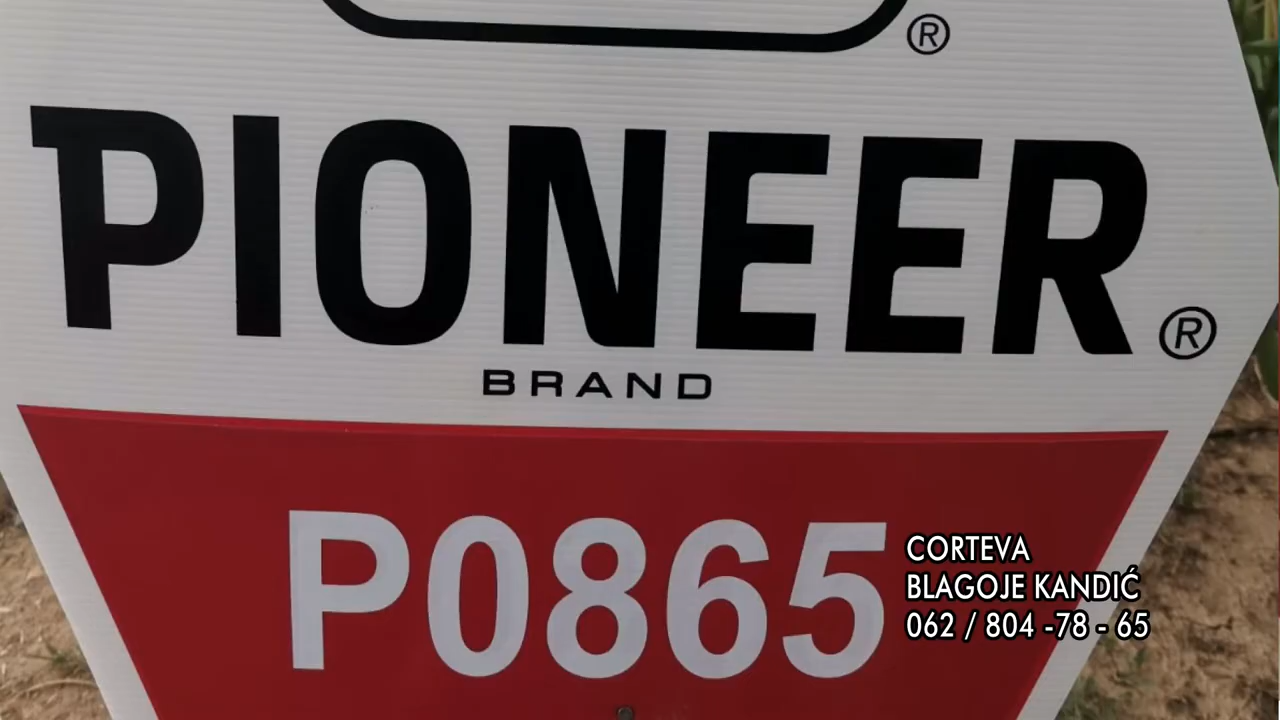 ®
PIONEER®
BRAND
P0865
CORTEVA
BLAGOJE KANDIĆ
062 / 804 -78 - 65